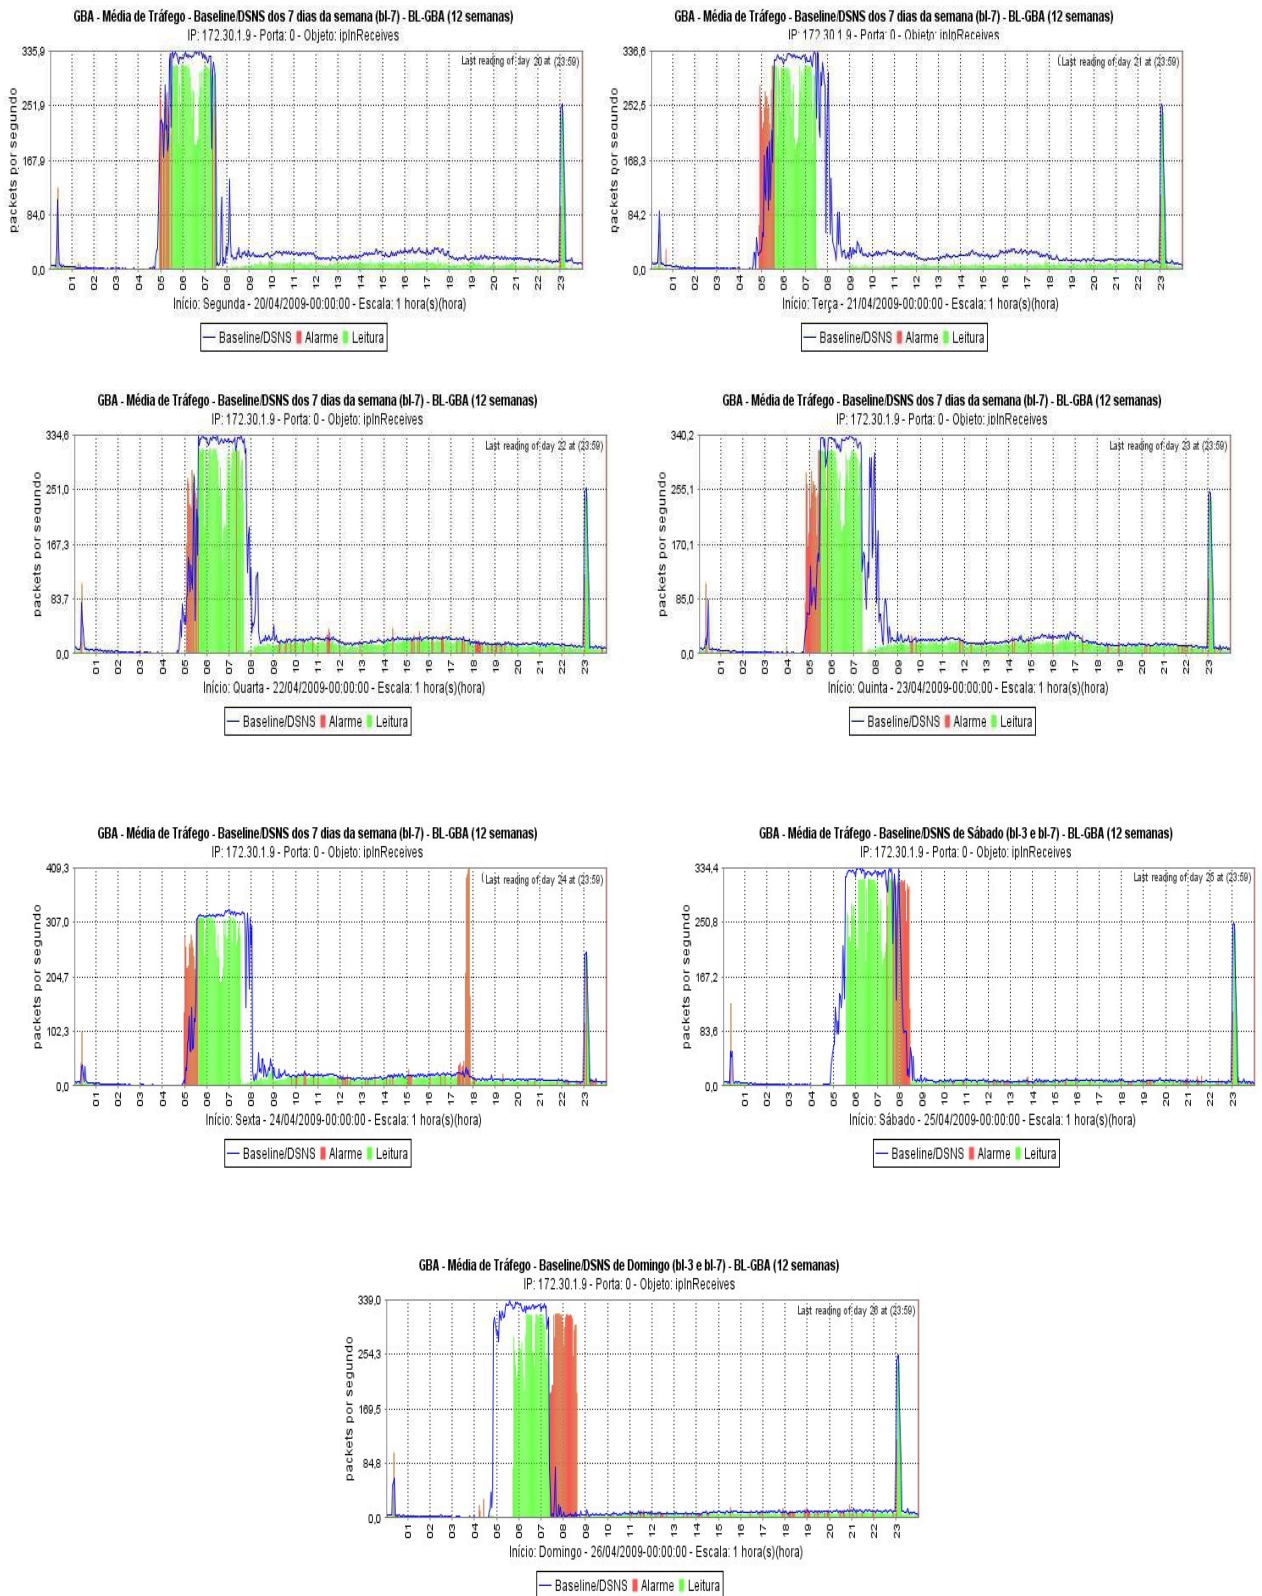 GBA - Média de Tráfego - Baseline/DSNS dos 7 dias da semana (bl-7) - BL-GBA (12 semanas)
IP: 172.30.1.9 - Porta: 0 - Objeto: ipInReceives
Last reading of day 20 at (23:59)
packets por segundo
335,9
251,9
167,9
84,0
0,0
01 02 03 04 05 06 07 08 09 10 11 12 13 14 15 16 17 18 19 20 21 22 23
Início: Segunda - 20/04/2009-00:00:00 - Escala: 1 hora(s)(hora)
Baseline/DSNS Alarme Leitura
GBA - Média de Tráfego - Baseline/DSNS dos 7 dias da semana (bl-7) - BL-GBA (12 semanas)
IP: 172.30.1.9 - Porta: 0 - Objeto: ipInReceives
(Last reading of day 21 at (23:59)
packets por segundo
336,6
252,5
168,3
84,2
0,0
01 02 03 04 05 06 07 08 09 10 11 12 13 14 15 16 17 18 19 20 21 22 23
Início: Terça - 21/04/2009-00:00:00 - Escala: 1 hora(s)(hora)
Baseline/DSNS Alarme Leitura
GBA - Média de Tráfego - Baseline/DSNS dos 7 dias da semana (bl-7) - BL-GBA (12 semanas)
IP: 172.30.1.9 - Porta: 0 - Objeto: ipInReceives
Last reading of day 22 at (23:59)
packets por segundo
334,6
251,0
167,3
83,7
0,0
01 02 03 04 05 06 07 08 09 10 11 12 13 14 15 16 17 18 19 20 21 22 23
Início: Quarta - 22/04/2009-00:00:00 - Escala: 1 hora(s)(hora)
Baseline/DSNS Alarme Leitura
GBA - Média de Tráfego - Baseline/DSNS dos 7 dias da semana (bl-7) - BL-GBA (12 semanas)
IP: 172.30.1.9 - Porta: 0 - Objeto: ipInReceives
Last reading of day 23 at (23:59)
packets por segundo
340,2
255,1
170,1
85,0
0,0
01 02 03 04 05 06 07 08 09 10 11 12 13 14 15 16 17 18 19 20 21 22 23
Início: Quinta - 23/04/2009-00:00:00 - Escala: 1 hora(s)(hora)
Baseline/DSNS Alarme Leitura
GBA - Média de Tráfego - Baseline/DSNS dos 7 dias da semana (bl-7) - BL-GBA (12 semanas)
IP: 172.30.1.9 - Porta: 0 - Objeto: ipInReceives
(Last reading of day 24 at (23:59)
packets por segundo
409,3
307,0
204,7
102,3
0,0
01 02 03 04 05 06 07 08 09 10 11 12 13 14 15 16 17 18 19 20 21 22 23
Início: Sexta - 24/04/2009-00:00:00 - Escala: 1 hora(s)(hora)
Baseline/DSNS Alarme Leitura
GBA - Média de Tráfego - Baseline/DSNS de Sábado (bl-3 e bl-7) - BL-GBA (12 semanas)
IP: 172.30.1.9 - Porta: 0 - Objeto: ipInReceives
Last reading of day 25 at (23:59)
packets por segundo
334,4
250,8
167,2
83,6
0,0
01 02 03 04 05 06 07 08 09 10 11 12 13 14 15 16 17 18 19 20 21 22 23
Início: Sábado - 25/04/2009-00:00:00 - Escala: 1 hora(s)(hora)
Baseline/DSNS Alarme Leitura
GBA - Média de Tráfego - Baseline/DSNS de Domingo (bl-3 e bl-7) - BL-GBA (12 semanas)
IP: 172.30.1.9 - Porta: 0 - Objeto: ipInReceives
Last reading of day 26 at (23:59)
packets por segundo
339,0
254,3
169,5
84,8
0,0
01 02 03 04 05 06 07 08 09 10 11 12 13 14 15 16 17 18 19 20 21 22 23
Início: Domingo - 26/04/2009-00:00:00 - Escala: 1 hora(s)(hora)
Baseline/DSNS Alarme Leitura